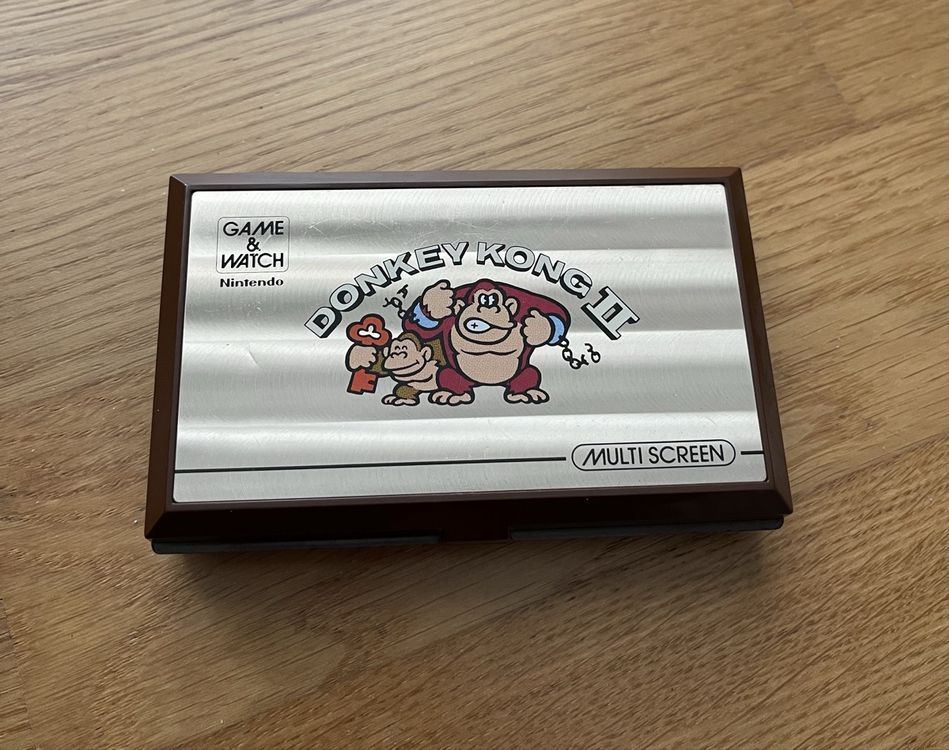 GAME
&
WATCH
Nintendo
DONKEY KONG II
MULTI SCREEN